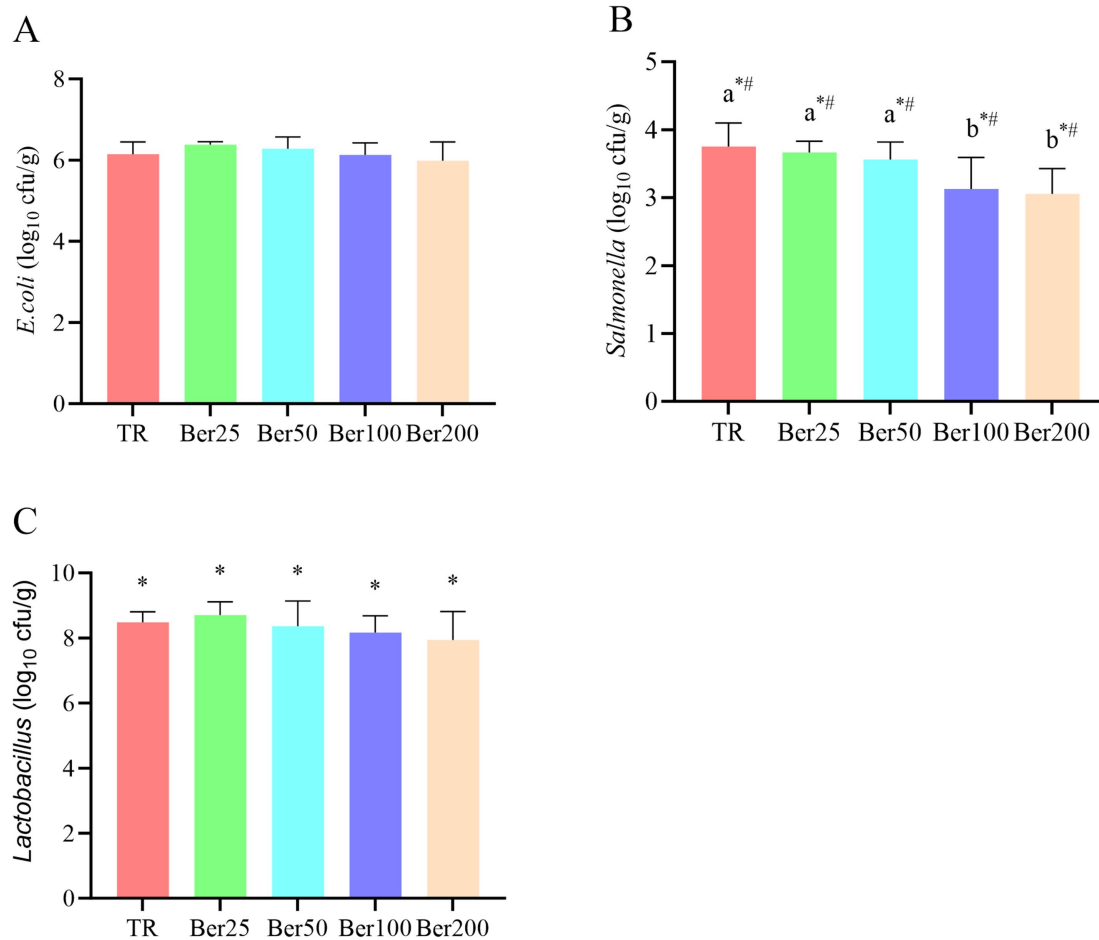 A
E.coli (log10 cfu/g)
8
6
4
2
0
TR Ber25 Ber50 Ber100 Ber200
B
Salmonella (log10 cfu/g)
5
4
3
2
1
0
a*# a*# a*# b*# b*#
TR Ber25 Ber50 Ber100 Ber200
C
Lactobacillus (log10 cfu/g)
10
8
6
4
2
0
* * * * *
TR Ber25 Ber50 Ber100 Ber200